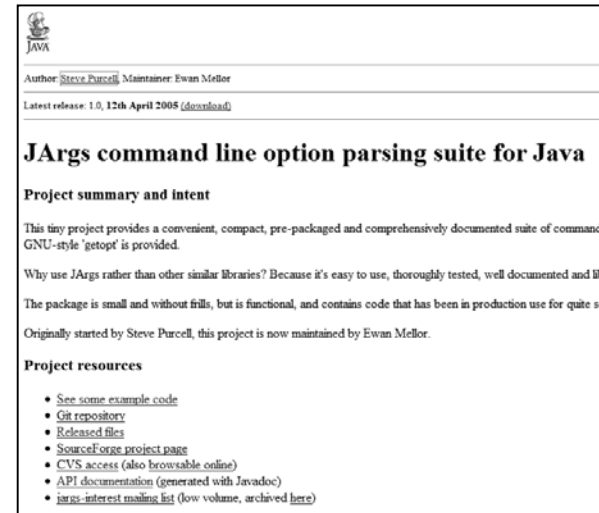 JAVA
Author: Steve Purcell, Maintainer: Ewan Mellor
Latest release: 1.0, 12th April 2005 (download)
JArgs command line option parsing suite for Java
Project summary and intent
This tiny project provides a convenient, compact, pre-packaged and comprehensively documented suite of command
GNU-style 'getopt' is provided.
Why use JArgs rather than other similar libraries? Because it's easy to use, thoroughly tested, well documented and
The package is small and without frills, but is functional, and contains code that has been in production use for quite
Originally started by Steve Purcell, this project is now maintained by Ewan Mellor.
Project resources
• See some example code
• Git repository
• Released files
• SourceForge project page
• CVS access (also browsable online)
• API documentation (generated with Javadoc)
• jargs-interest mailing list (low volume, archived here)